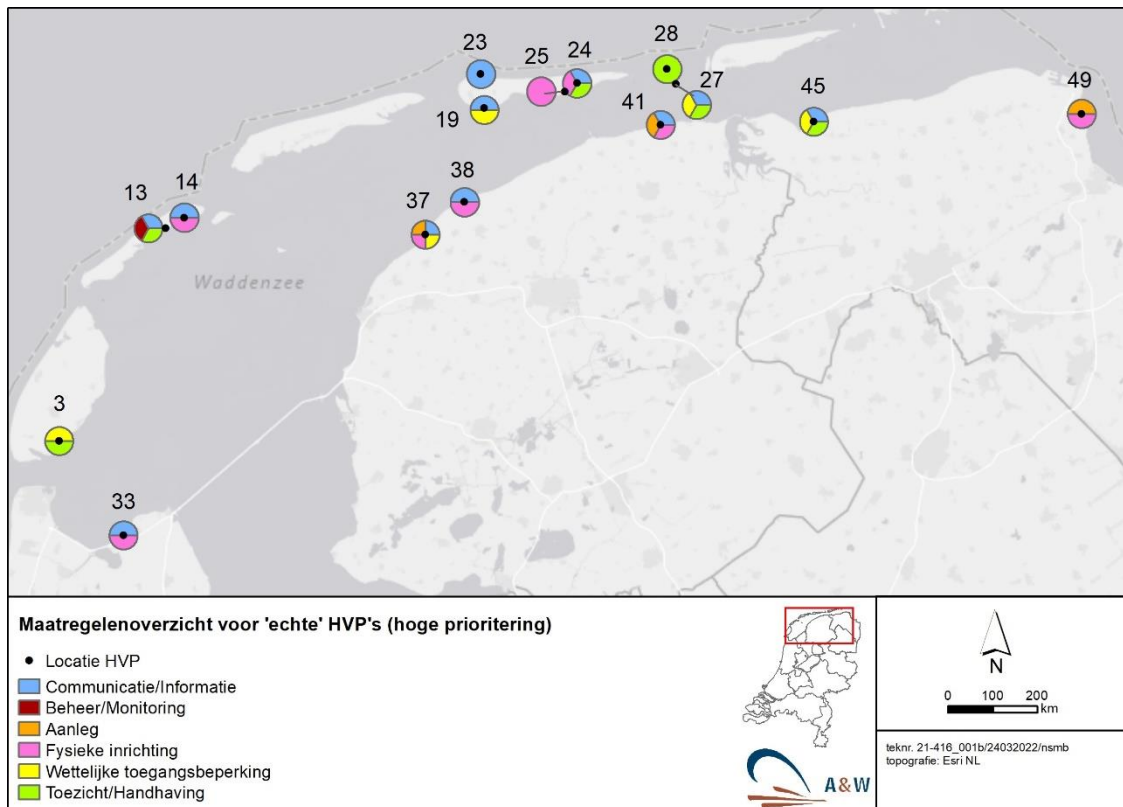 23
25
24
28
27
49
45
41
19
38
13
14
37
Waddenzee
3
33
Maatregelenoverzicht voor 'echte' HVP's (hoge prioritering)
Locatie HVP
Communicatie/Informatie
Beheer/Monitoring
Aanleg
Fysieke inrichting
Wettelijke toegangsbeperking
Toezicht/Handhaving
A&W
N
0 100 200
km
teknr. 21-416_001b/24032022/nsmb
topografie: Esri NL